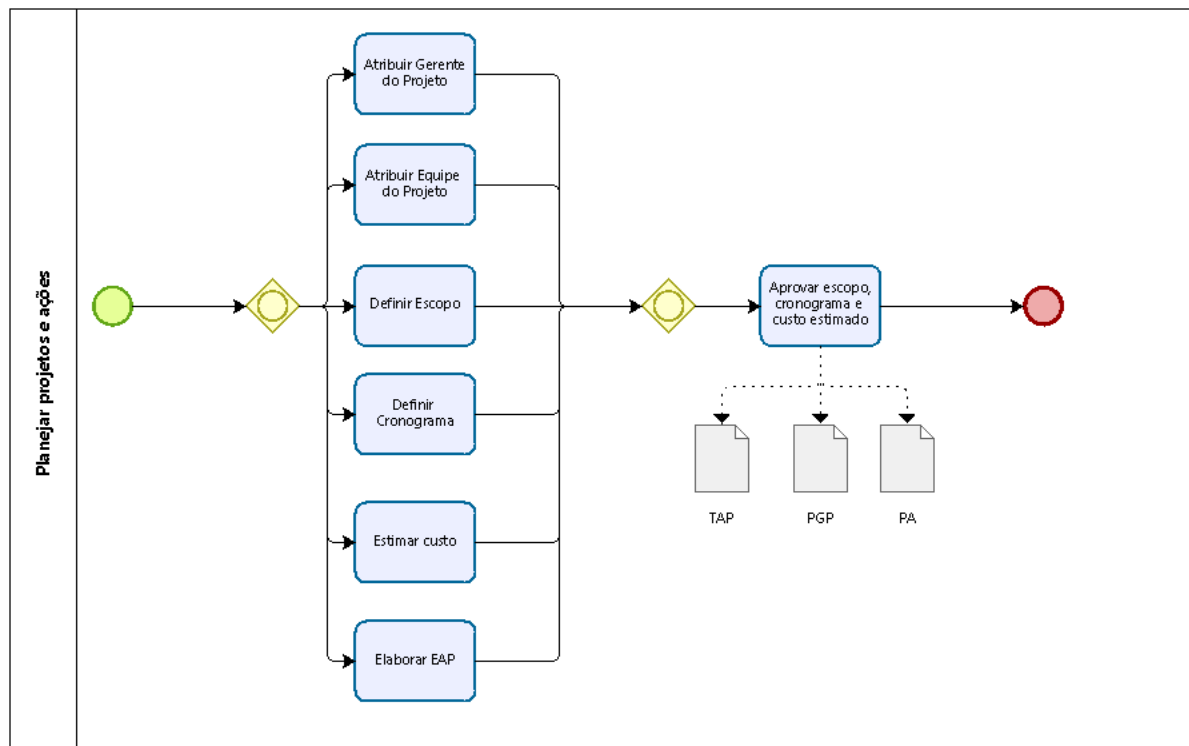 Planejar projetos e ações
Atribuir Gerente
do Projeto
Atribuir Equipe
do Projeto
Definir Escopo
Definir
Cronograma
Estimar custo
Elaborar EAP
Aprovar escopo,
cronograma e
custo estimado
TAP
PGP
PA